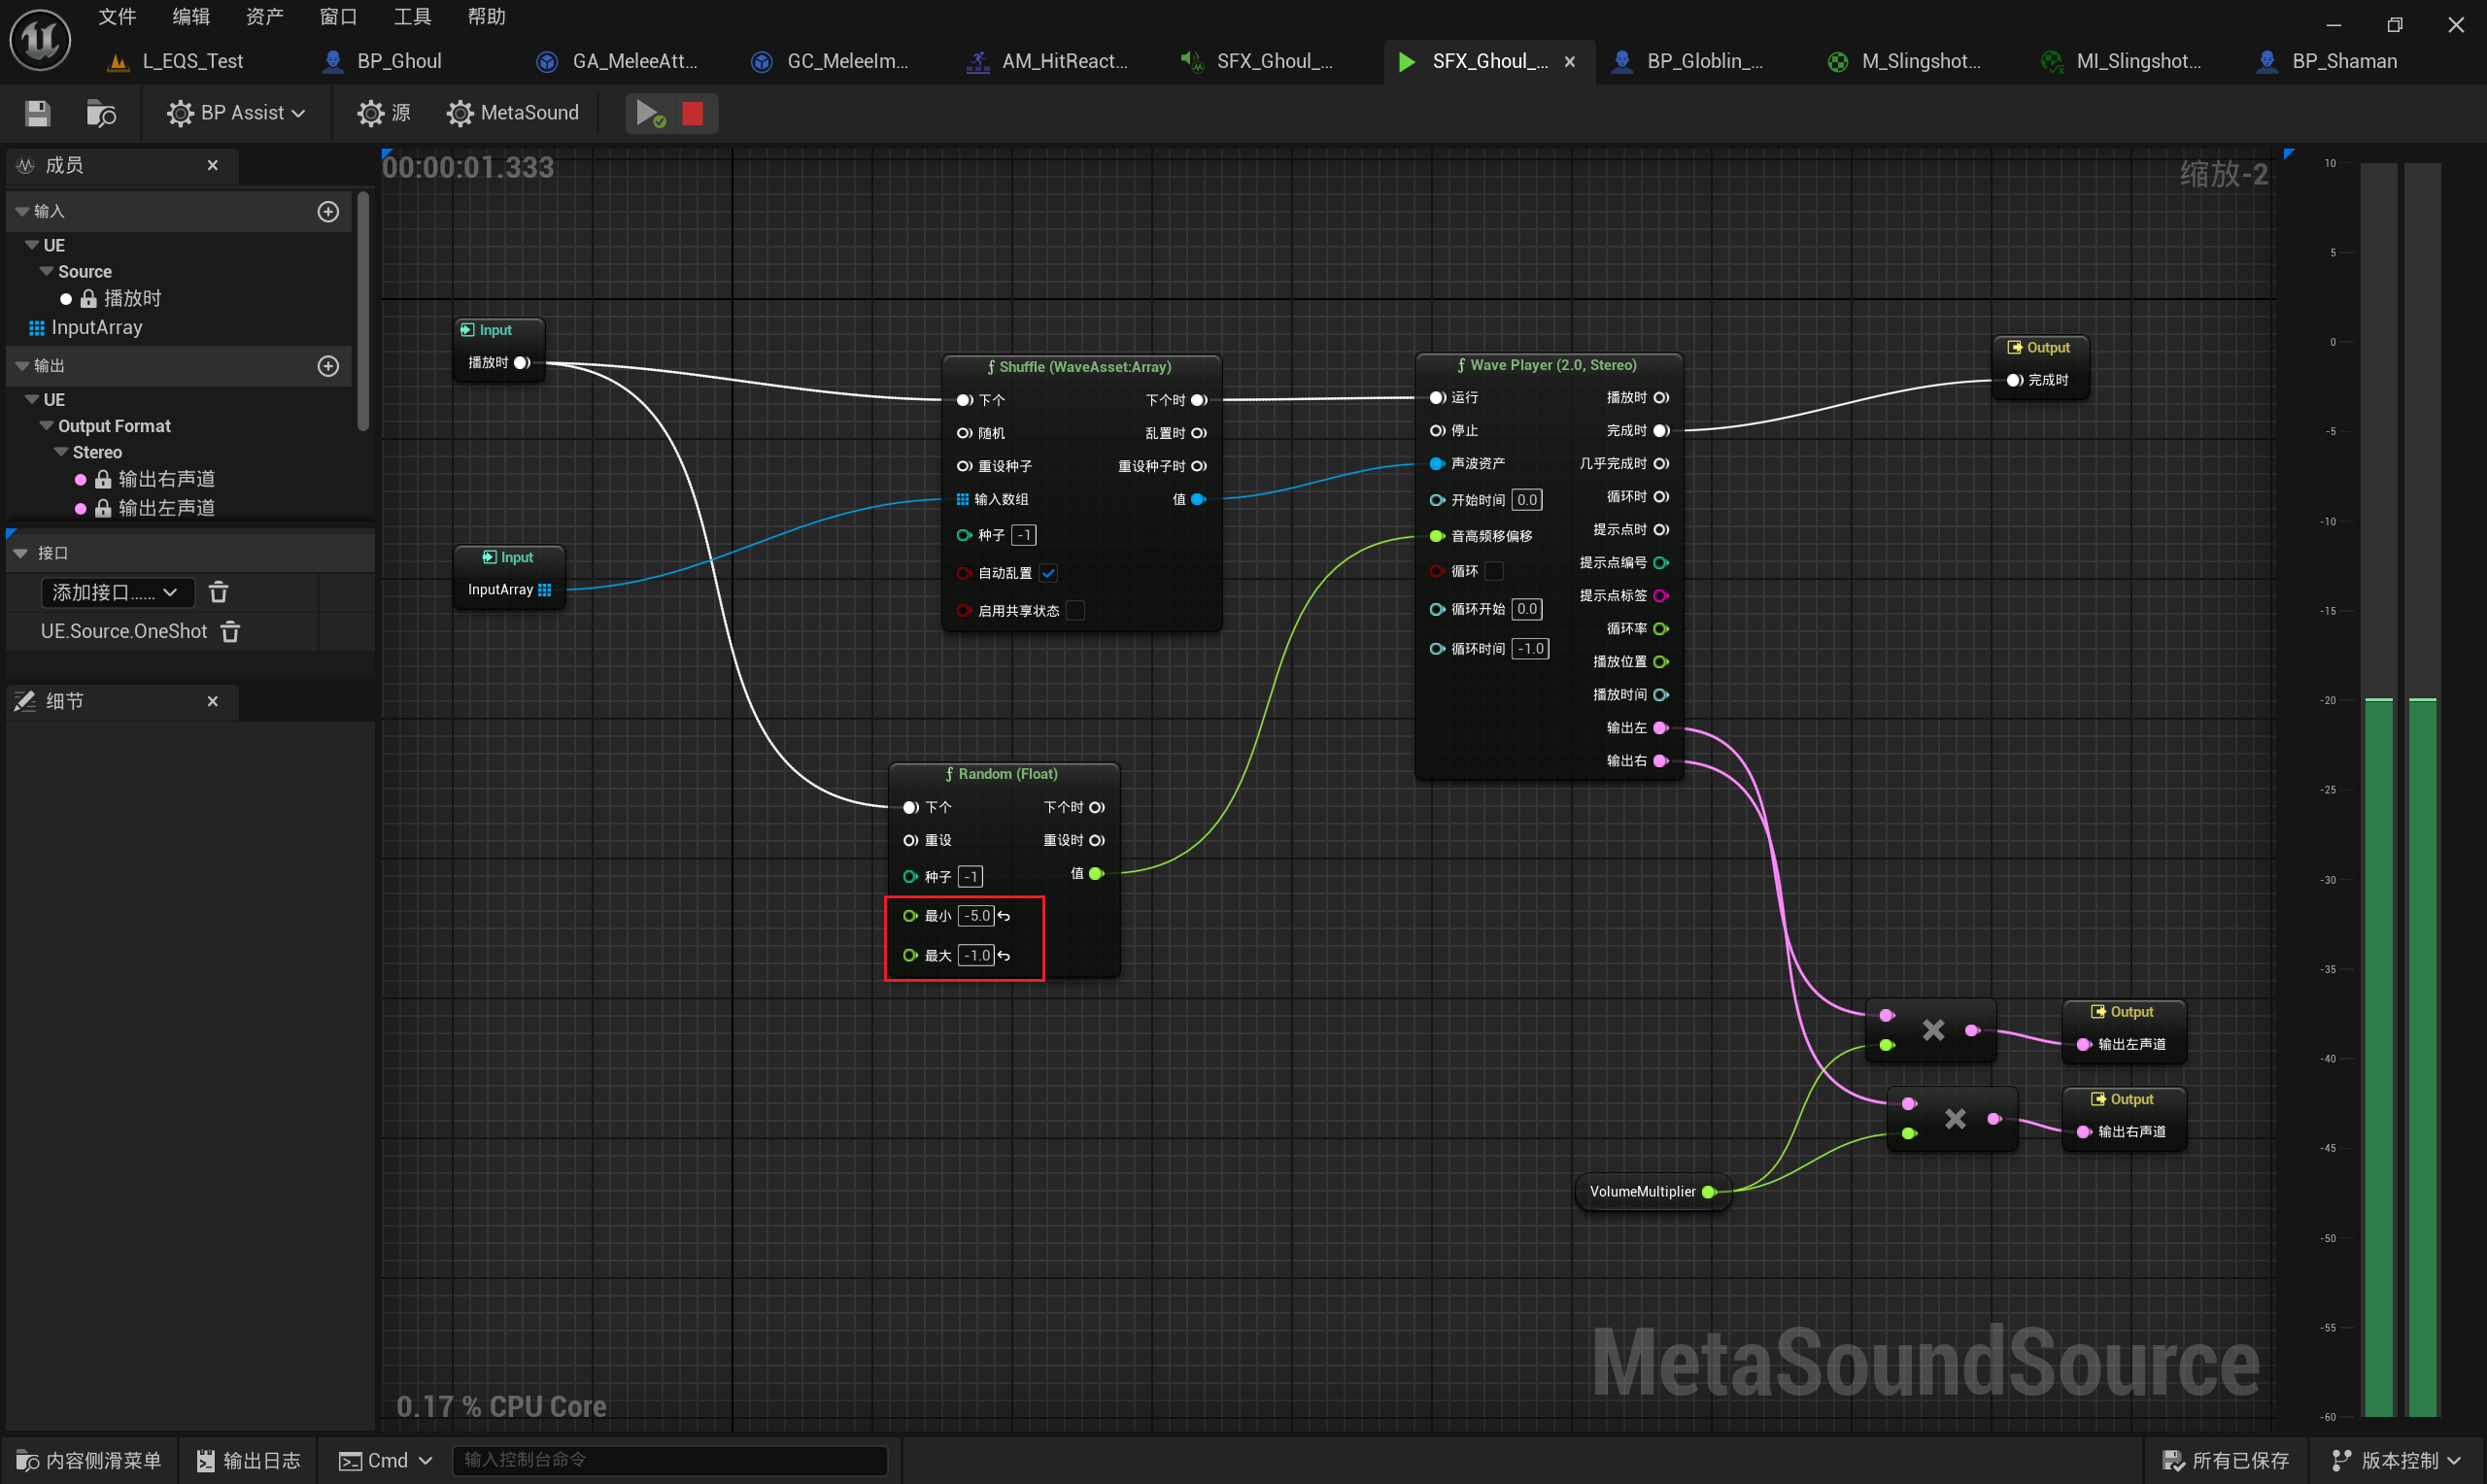 文件 编辑 资产 窗口 工具 帮助
L_EQS_Test BP_Ghoul GA_MeleeAtt... GC_MeleeIm... AM_HitReact... SFX_Ghoul_... SFX_Ghoul_... BP_Globlin_... M_Slingshot... MI_Slingshot... BP_Shaman
BP Assist 源 MetaSound
成员
输入
UE
Source
播放时
InputArray
输出
UE
Output Format
Stereo
输出右声道
输出左声道
接口
添加接口......
UE.Source.OneShot
细节
00:00:01.333
缩放-2
Input
播放时
Input
InputArray
Shuffle (WaveAsset:Array)
下个 下个时
随机 乱置时
重设种子 重设种子时
输入数组 值
种子 -1
自动乱置
启用共享状态
Random (Float)
下个 下个时
重设 重设时
种子 -1 值
最小 -5.0
最大 -1.0
Wave Player (2.0, Stereo)
运行 播放时
停止 完成时
声波资产 几乎完成时
开始时间 0.0 循环时
音高频移偏移 提示点时
循环 提示点编号
循环开始 0.0 提示点标签
循环时间 -1.0 循环率
播放位置
播放时间
输出左
输出右
Output
完成时
Output
输出左声道
Output
输出右声道
VolumeMultiplier
MetaSoundSource
0.17 % CPU Core
10
5
0
-5
-10
-15
-20
-25
-30
-35
-40
-45
-50
-55
-60
内容侧滑菜单 输出日志 Cmd 输入控制台命令 所有已保存 版本控制